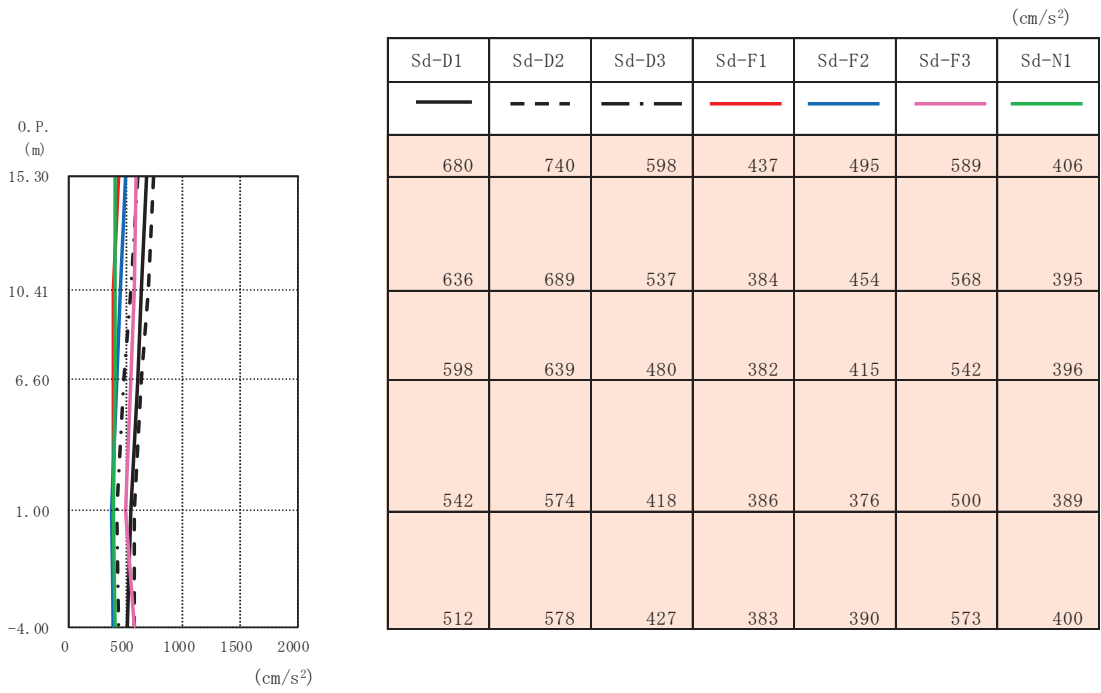 (cm/s²)
Sd-D1 Sd-D2 Sd-D3 Sd-F1 Sd-F2 Sd-F3 Sd-N1
O.P.
(m)
680 740 598 437 495 589 406
15.30
636 689 537 384 454 568 395
10.41
598 639 480 382 415 542 396
6.60
542 574 418 386 376 500 389
1.00
512 578 427 383 390 573 400
-4.00
0 500 1000 1500 2000
(cm/s²)